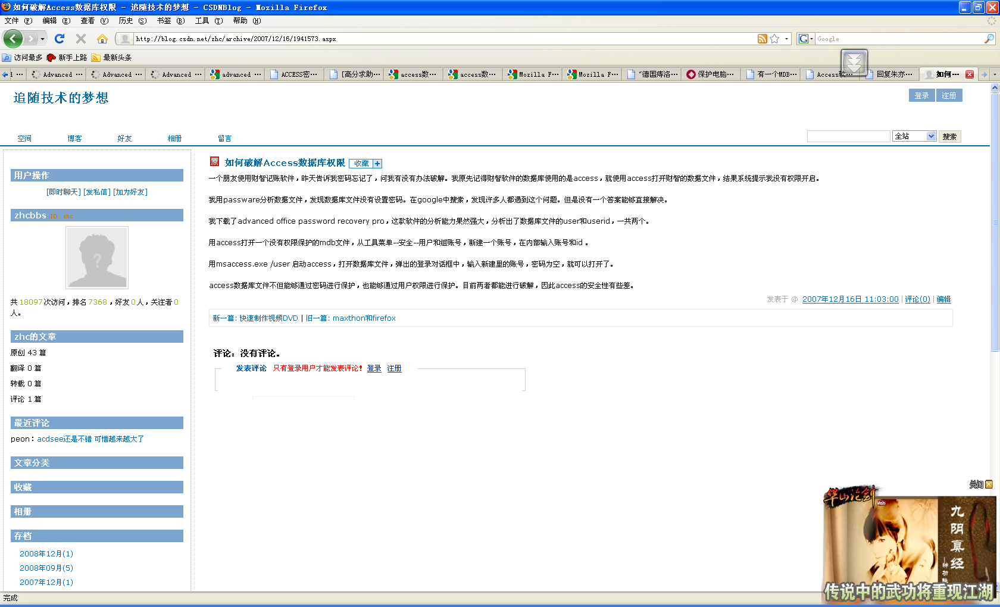 如何破解Access数据库权限 - 追随技术的梦想 - CSDNBlog - Mozilla Firefox
文件 (F) 编辑 (E) 查看 (V) 历史 (S) 书签 (B) 工具 (T) 帮助 (H)
http://blog.csdn.net/zhc/archive/2007/12/16/1941573.aspx
G Google
访问最多 新手上路 最新头条
Advanced ··· Advanced ··· Advanced ··· advanced ··· ACCESS密··· [高分求助··· access数··· access数··· Mozilla F··· Mozilla F··· “德国痔洛··· 保护电脑··· 有一个MDB··· Access软 回复朱亦··· 如何···
追随技术的梦想
登录 注册
空间 博客 好友 相册 留言
全站 搜索
用户操作
[即时聊天] [发私信] [加为好友]
zhcbbs ID: zhc
共18097次访问，排名7368，好友0人，关注者0
人。
zhc的文章
原创 43 篇
翻译 0 篇
转载 0 篇
评论 1 篇
最近评论
peon：acdsee还是不错 可惜越来越大了
文章分类
收藏
相册
存档
2008年12月(1)
2008年09月(5)
2007年12月(1)
原 如何破解Access数据库权限 收藏 +
一个朋友使用财智记账软件，昨天告诉我密码忘记了，问我有没有办法破解。我原先记得财智软件的数据库使用的是access，就使用access打开财智的数据文件，结果系统提示我没有权限开启。
我用passware分析数据文件，发现数据库文件没有设置密码。在google中搜索，发现许多人都遇到这个问题。但是没有一个答案能够直接解决。
我下载了advanced office password recovery pro，这款软件的分析能力果然强大，分析出了数据库文件的user和userid，一共两个。
用access打开一个没有权限保护的mdb文件，从工具菜单--安全--用户和组账号，新建一个账号，在内部输入账号和id 。
用msaccess.exe /user 启动access，打开数据库文件，弹出的登录对话框中，输入新建里的账号，密码为空，就可以打开了。
access数据库文件不但能够通过密码进行保护，也能够通过用户权限进行保护。目前两者都能进行破解，因此access的安全性有些差。
发表于 @ 2007年12月16日 11:03:00 | 评论(0) | 编辑
新一篇: 快速制作视频DVD | 旧一篇: maxthon和firefox
评论：没有评论。
发表评论 只有登录用户才能发表评论！ 登录 注册
关闭
华山论剑
Web
九阴真经
传说中的武功将重现江湖
完成